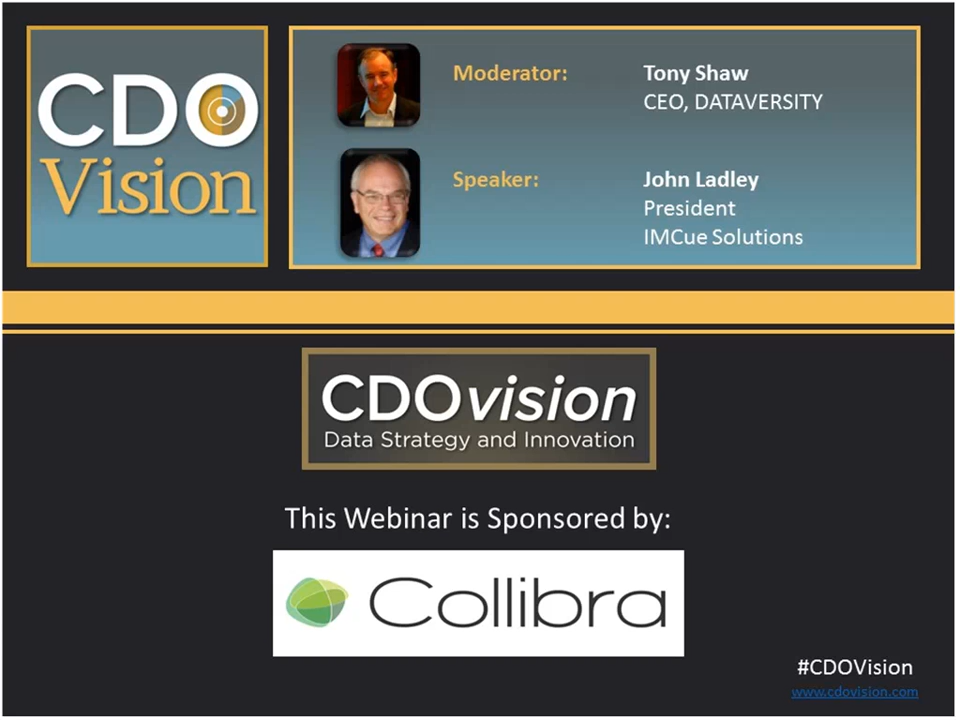 CDO
Vision
Moderator: Tony Shaw
CEO, DATAVERSITY
Speaker: John Ladley
President
IMCue Solutions
CDOvision
Data Strategy and Innovation
This Webinar is Sponsored by:
Collibra
#CDOVision
www.cdovision.com